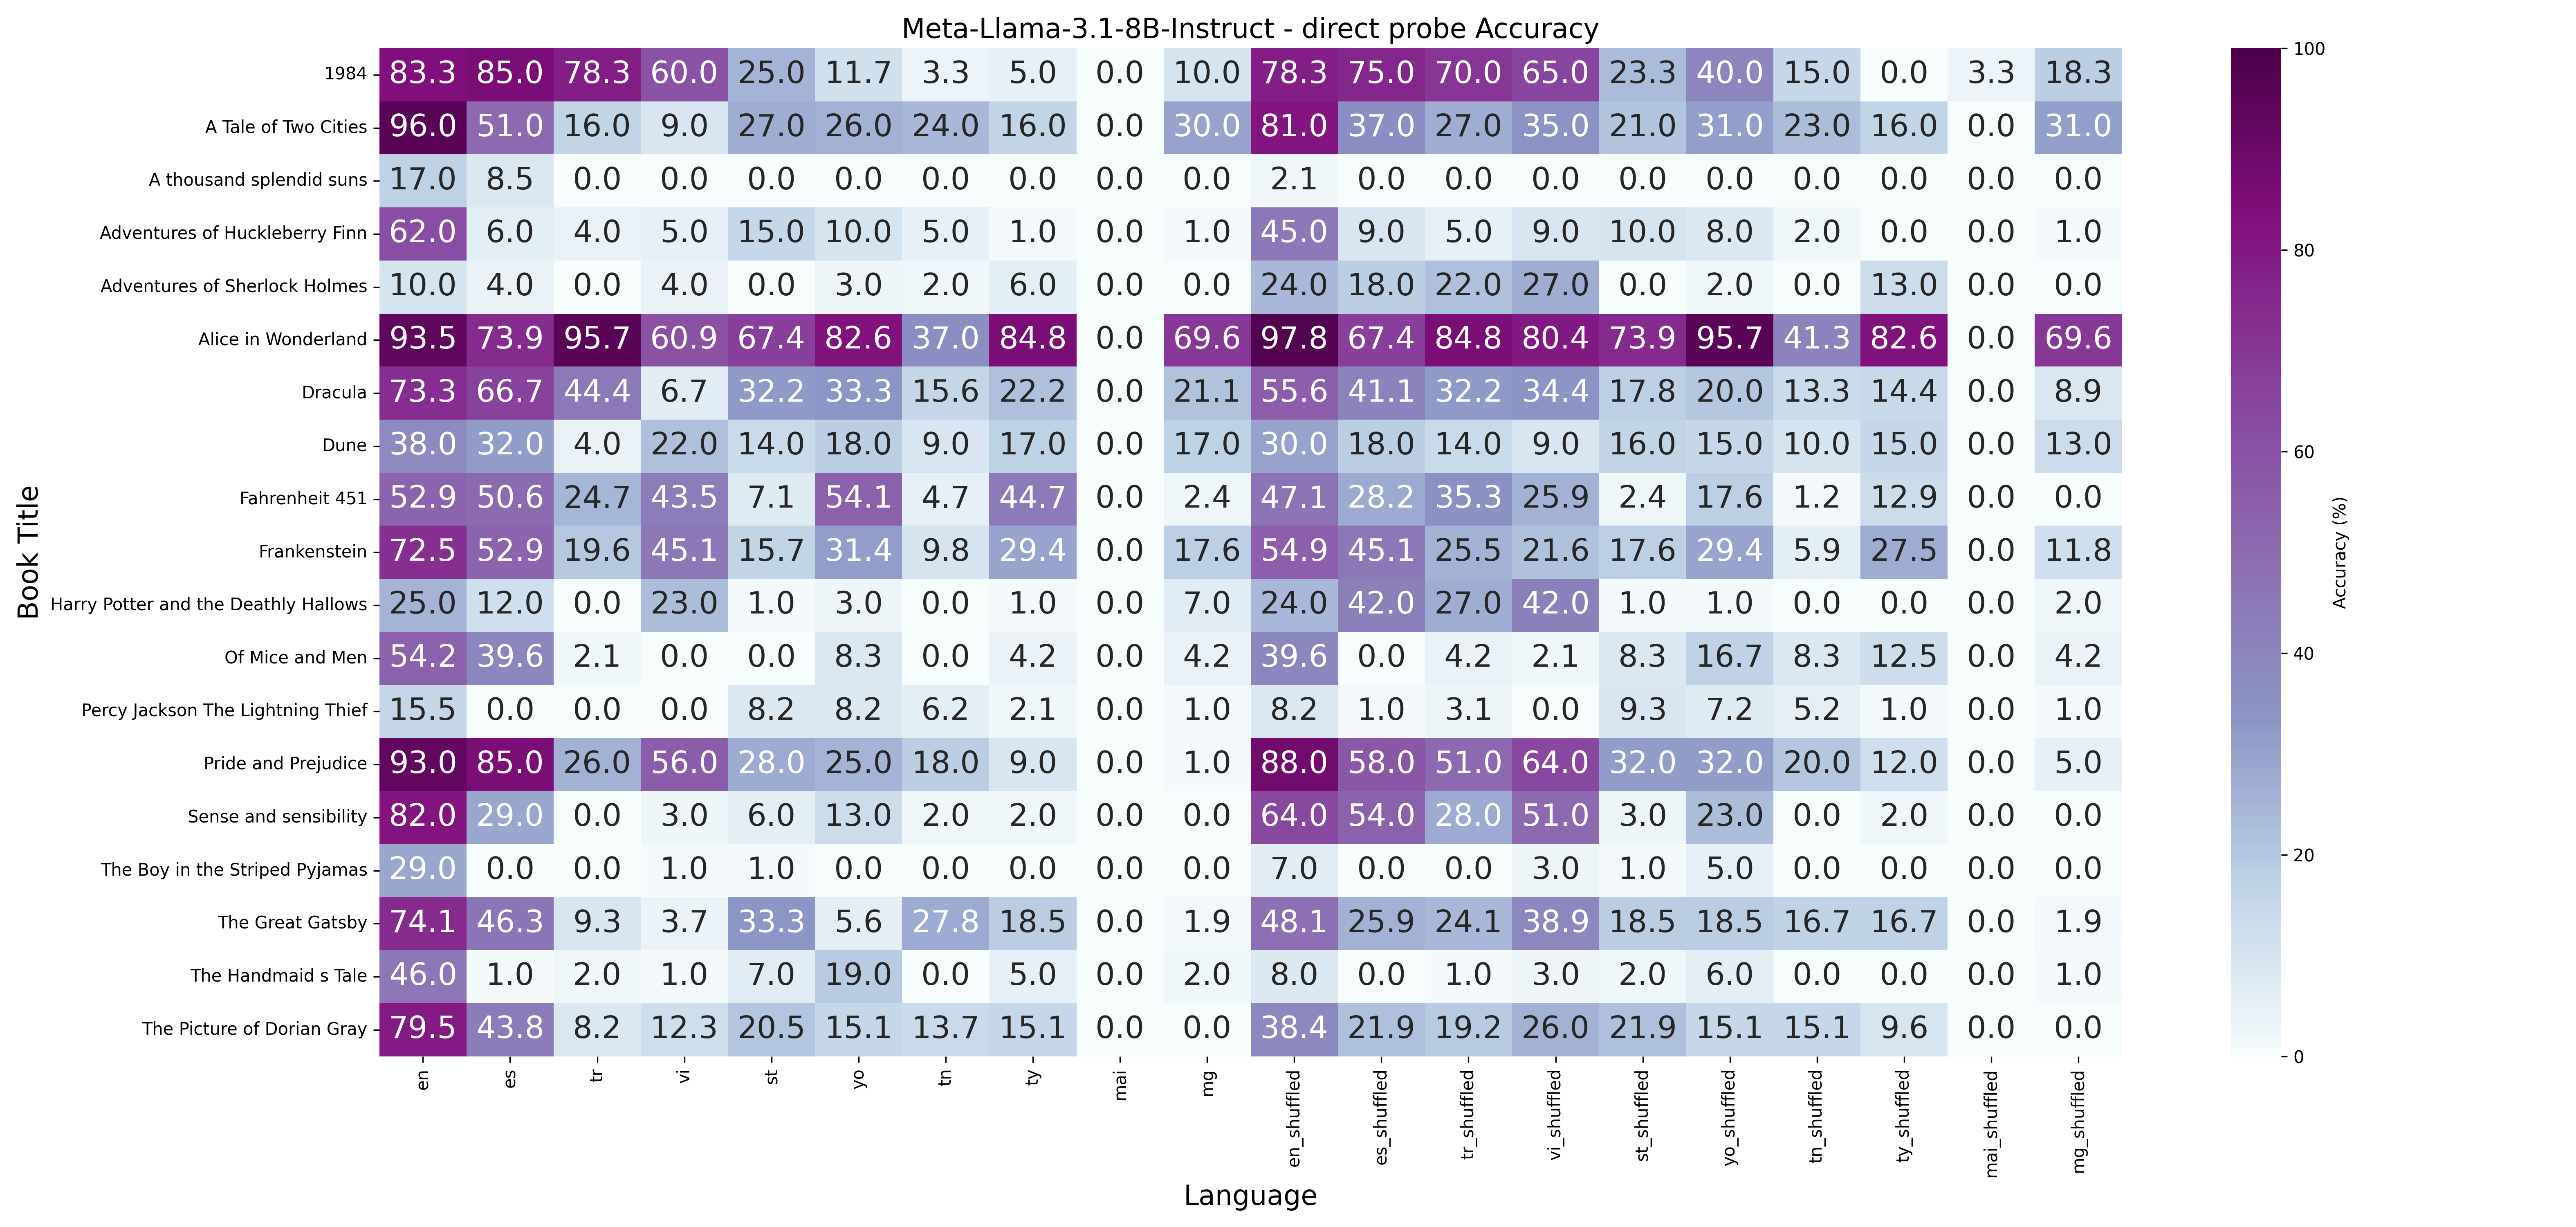 Meta-Llama-3.1-8B-Instruct - direct probe Accuracy
Book Title
1984 83.3 85.0 78.3 60.0 25.0 11.7 3.3 5.0 0.0 10.0 78.3 75.0 70.0 65.0 23.3 40.0 15.0 0.0 3.3 18.3
A Tale of Two Cities 96.0 51.0 16.0 9.0 27.0 26.0 24.0 16.0 0.0 30.0 81.0 37.0 27.0 35.0 21.0 31.0 23.0 16.0 0.0 31.0
A thousand splendid suns 17.0 8.5 0.0 0.0 0.0 0.0 0.0 0.0 0.0 0.0 2.1 0.0 0.0 0.0 0.0 0.0 0.0 0.0 0.0 0.0
Adventures of Huckleberry Finn 62.0 6.0 4.0 5.0 15.0 10.0 5.0 1.0 0.0 1.0 45.0 9.0 5.0 9.0 10.0 8.0 2.0 0.0 0.0 1.0
Adventures of Sherlock Holmes 10.0 4.0 0.0 4.0 0.0 3.0 2.0 6.0 0.0 0.0 24.0 18.0 22.0 27.0 0.0 2.0 0.0 13.0 0.0 0.0
Alice in Wonderland 93.5 73.9 95.7 60.9 67.4 82.6 37.0 84.8 0.0 69.6 97.8 67.4 84.8 80.4 73.9 95.7 41.3 82.6 0.0 69.6
Dracula 73.3 66.7 44.4 6.7 32.2 33.3 15.6 22.2 0.0 21.1 55.6 41.1 32.2 34.4 17.8 20.0 13.3 14.4 0.0 8.9
Dune 38.0 32.0 4.0 22.0 14.0 18.0 9.0 17.0 0.0 17.0 30.0 18.0 14.0 9.0 16.0 15.0 10.0 15.0 0.0 13.0
Fahrenheit 451 52.9 50.6 24.7 43.5 7.1 54.1 4.7 44.7 0.0 2.4 47.1 28.2 35.3 25.9 2.4 17.6 1.2 12.9 0.0 0.0
Frankenstein 72.5 52.9 19.6 45.1 15.7 31.4 9.8 29.4 0.0 17.6 54.9 45.1 25.5 21.6 17.6 29.4 5.9 27.5 0.0 11.8
Harry Potter and the Deathly Hallows 25.0 12.0 0.0 23.0 1.0 3.0 0.0 1.0 0.0 7.0 24.0 42.0 27.0 42.0 1.0 1.0 0.0 0.0 0.0 2.0
Of Mice and Men 54.2 39.6 2.1 0.0 0.0 8.3 0.0 4.2 0.0 4.2 39.6 0.0 4.2 2.1 8.3 16.7 8.3 12.5 0.0 4.2
Percy Jackson The Lightning Thief 15.5 0.0 0.0 0.0 8.2 8.2 6.2 2.1 0.0 1.0 8.2 1.0 3.1 0.0 9.3 7.2 5.2 1.0 0.0 1.0
Pride and Prejudice 93.0 85.0 26.0 56.0 28.0 25.0 18.0 9.0 0.0 1.0 88.0 58.0 51.0 64.0 32.0 32.0 20.0 12.0 0.0 5.0
Sense and sensibility 82.0 29.0 0.0 3.0 6.0 13.0 2.0 2.0 0.0 0.0 64.0 54.0 28.0 51.0 3.0 23.0 0.0 2.0 0.0 0.0
The Boy in the Striped Pyjamas 29.0 0.0 0.0 1.0 1.0 0.0 0.0 0.0 0.0 0.0 7.0 0.0 0.0 3.0 1.0 5.0 0.0 0.0 0.0 0.0
The Great Gatsby 74.1 46.3 9.3 3.7 33.3 5.6 27.8 18.5 0.0 1.9 48.1 25.9 24.1 38.9 18.5 18.5 16.7 16.7 0.0 1.9
The Handmaid s Tale 46.0 1.0 2.0 1.0 7.0 19.0 0.0 5.0 0.0 2.0 8.0 0.0 1.0 3.0 2.0 6.0 0.0 0.0 0.0 1.0
The Picture of Dorian Gray 79.5 43.8 8.2 12.3 20.5 15.1 13.7 15.1 0.0 0.0 38.4 21.9 19.2 26.0 21.9 15.1 15.1 9.6 0.0 0.0
en es tr vi st yo tn ty mai mg en_shuffled es_shuffled tr_shuffled vi_shuffled st_shuffled yo_shuffled tn_shuffled ty_shuffled mai_shuffled mg_shuffled
Language
100
80
60
40
20
0
Accuracy (%)